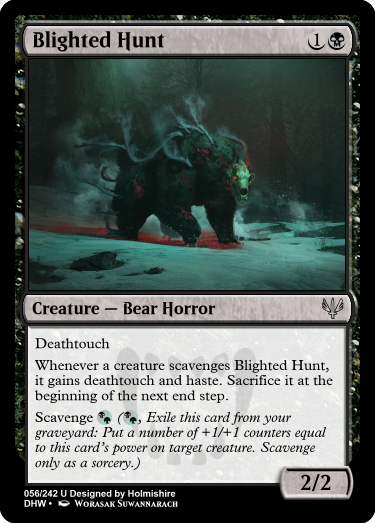 Blighted Hunt 1
Creature — Bear Horror
Deathtouch
Whenever a creature scavenges Blighted Hunt,
it gains deathtouch and haste. Sacrifice it at the
beginning of the next end step.
Scavenge (, Exile this card from your
graveyard: Put a number of +1/+1 counters equal
to this card's power on target creature. Scavenge
only as a sorcery.)
2/2
056/242 U Designed by Holmishire
DHW • Worasak Suwannarach